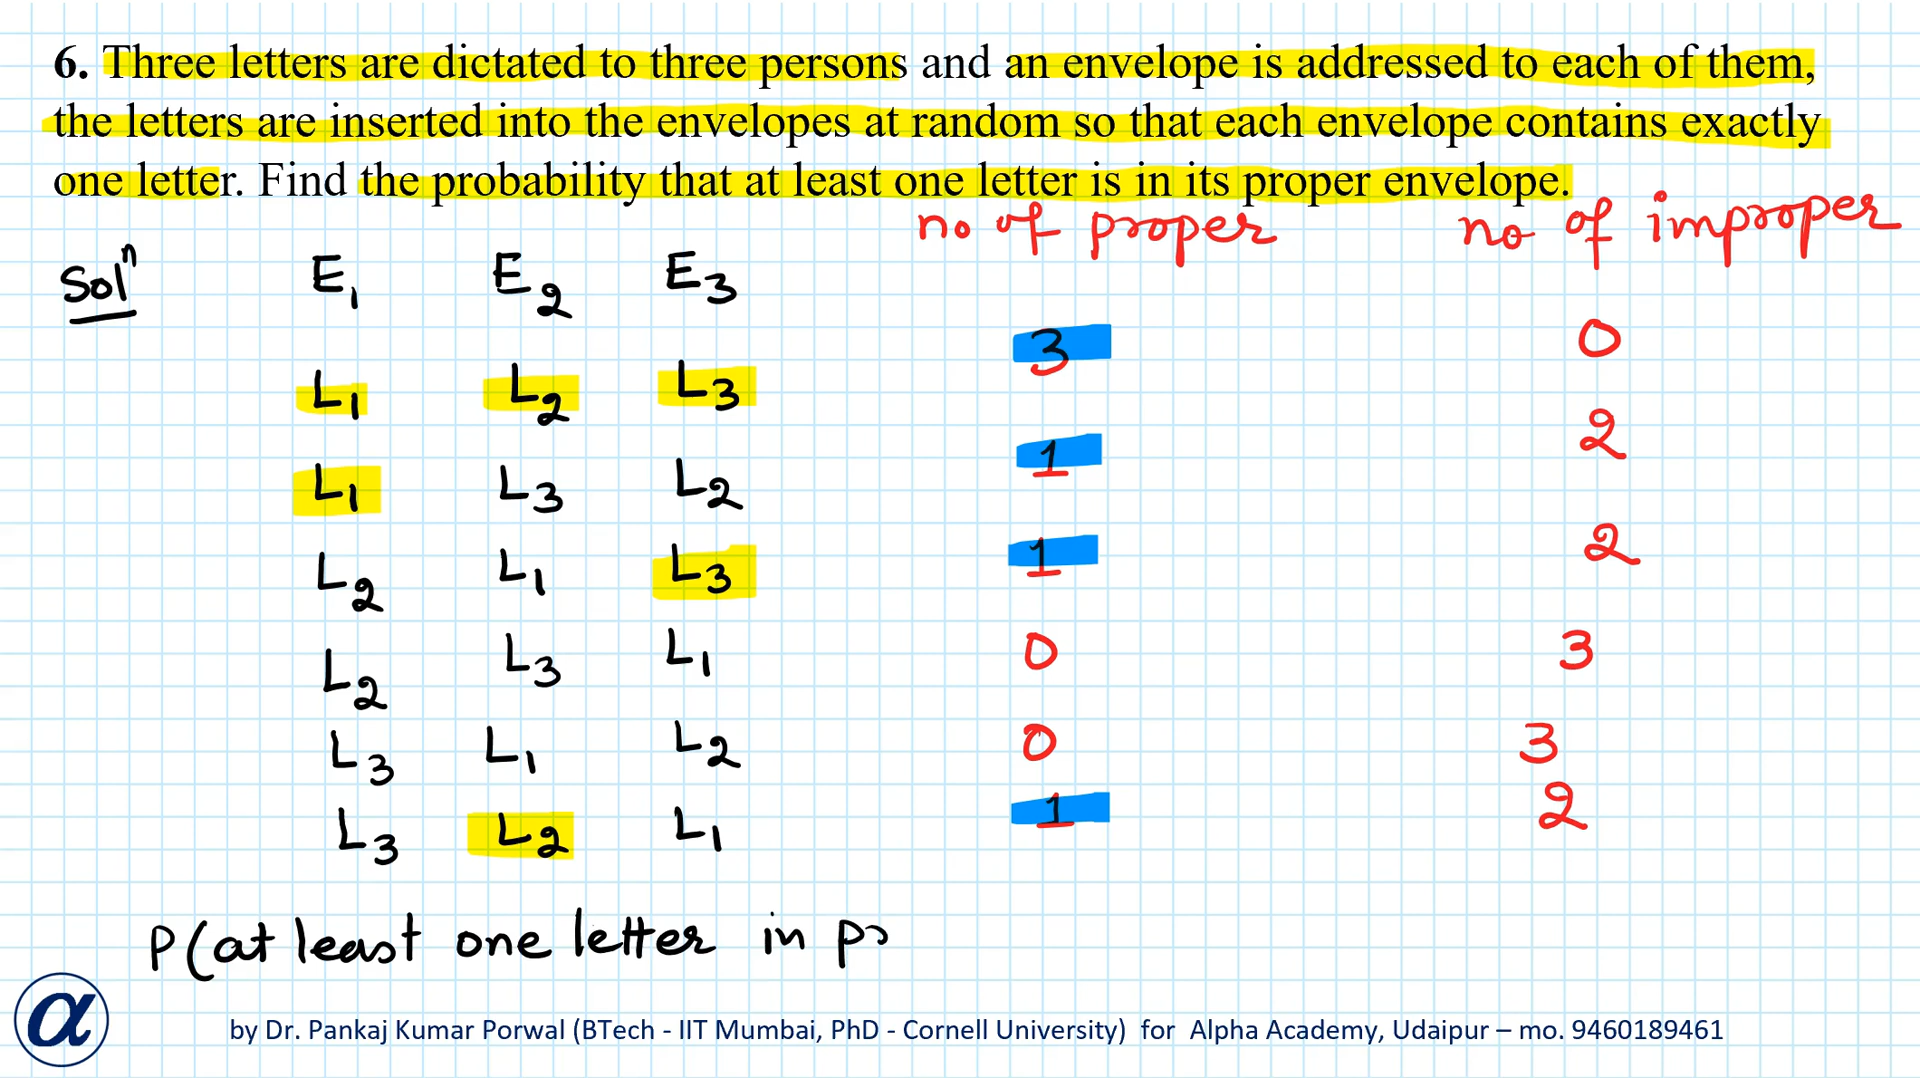 6. Three letters are dictated to three persons and an envelope is addressed to each of them,
the letters are inserted into the envelopes at random so that each envelope contains exactly
one letter. Find the probability that at least one letter is in its proper envelope.
no of proper no of improper
Solⁿ E₁ E₂ E₃
L₁ L₂ L₃ 3 0
L₁ L₃ L₂ 1 2
L₂ L₁ L₃ 1 2
L₂ L₃ L₁ 0 3
L₃ L₁ L₂ 0 3
L₃ L₂ L₁ 1 2
P(at least one letter in
α by Dr. Pankaj Kumar Porwal (BTech - IIT Mumbai, PhD - Cornell University) for Alpha Academy, Udaipur – mo. 9460189461